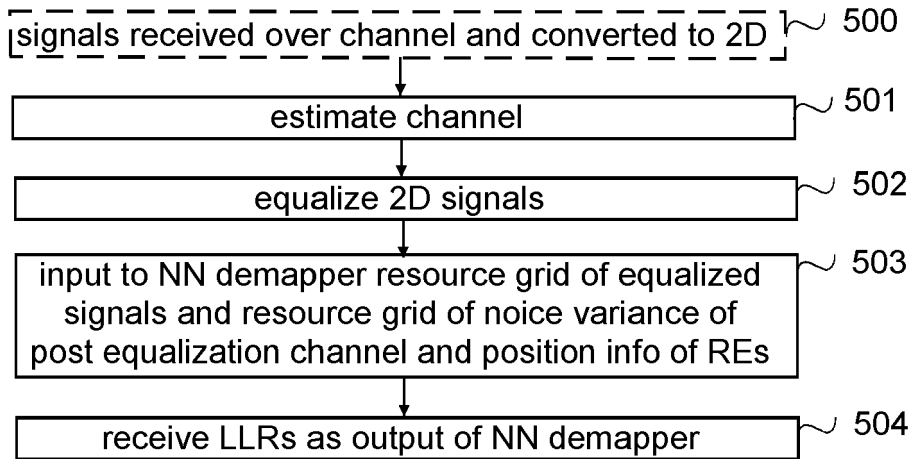 signals received over channel and converted to 2D 500
estimate channel 501
equalize 2D signals 502
input to NN demapper resource grid of equalized 503
signals and resource grid of noice variance of
post equalization channel and position info of REs
receive LLRs as output of NN demapper 504